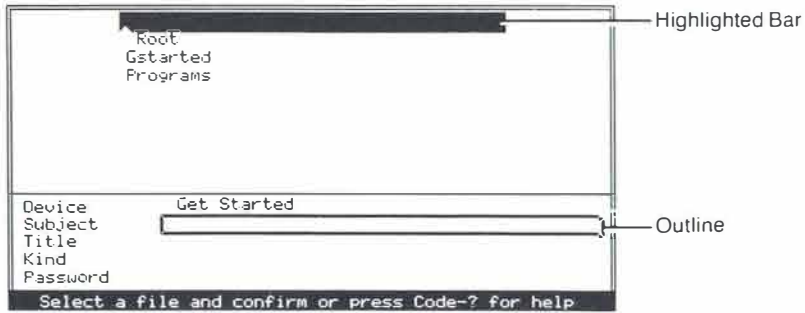 Highlighted Bar
Root
Gstarted
Programs
Device Get Started
Subject
Outline
Title
Kind
Password
Select a file and confirm or press Code-? for help